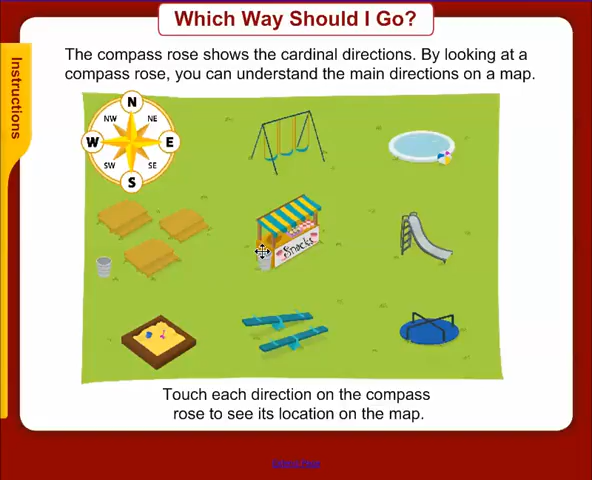 Which Way Should I Go?
Instructions
The compass rose shows the cardinal directions. By looking at a
compass rose, you can understand the main directions on a map.
N
NW NE
W E
SW SE
S
Snacks
Touch each direction on the compass
rose to see its location on the map.